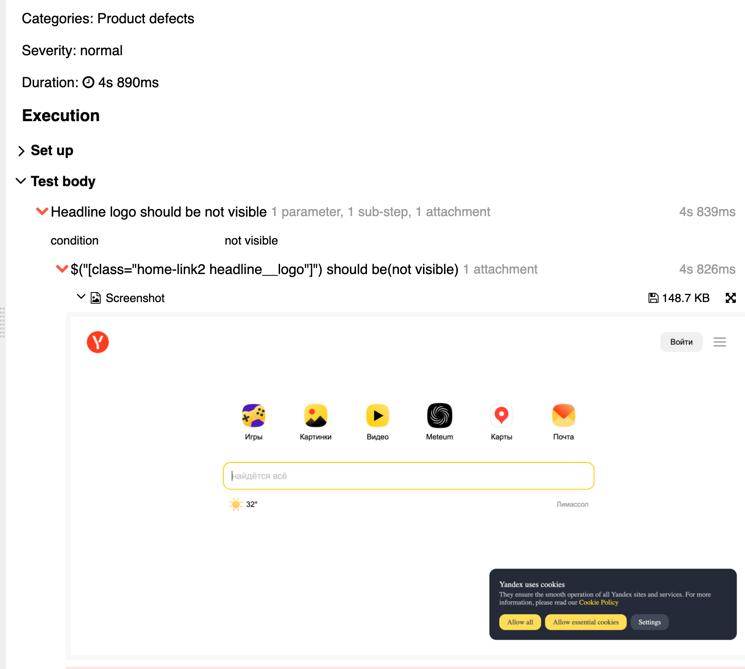 Categories: Product defects
Severity: normal
Duration: 4s 890ms
Execution
Set up
Test body
Headline logo should be not visible 1 parameter, 1 sub-step, 1 attachment 4s 839ms
condition not visible
$("[class="home-link2 headline__logo"]") should be(not visible) 1 attachment 4s 826ms
Screenshot 148.7 KB
Y Войти
Игры Картинки Видео Meteum Карты Почта
найдётся всё
32° Лимассол
Yandex uses cookies
They ensure the smooth operation of all Yandex sites and services. For more
information, please read our Cookie Policy
Allow all Allow essential cookies Settings